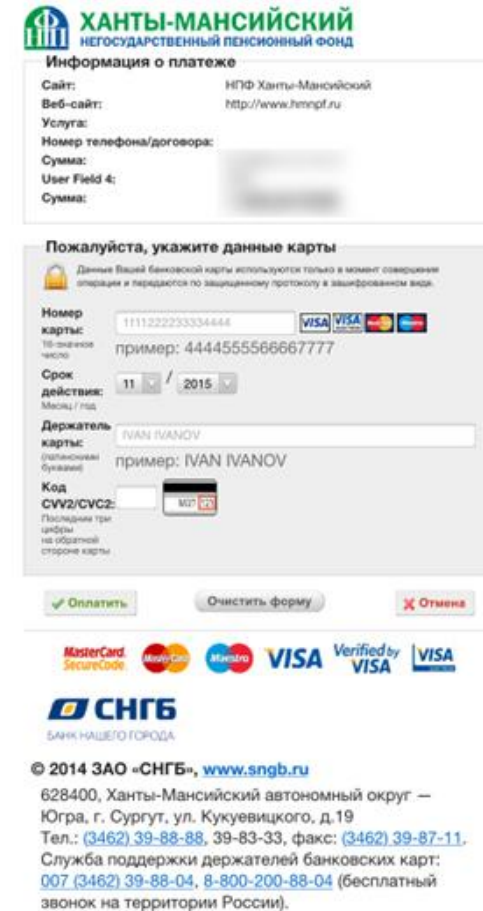 ХАНТЫ-МАНСИЙСКИЙ
НЕГОСУДАРСТВЕННЫЙ ПЕНСИОННЫЙ ФОНД
Информация о платеже
Сайт: НПФ Ханты-Мансийский
Веб-сайт: http://www.hmnpf.ru
Услуга:
Номер телефона/договора:
Сумма:
User Field 4:
Сумма:
Пожалуйста, укажите данные карты
Данные Вашей банковской карты используются только в момент совершения
операции и передаются по защищенному протоколу в зашифрованном виде.
Номер
карты:
16-значное
число
1111222233334444
VISA VISA MasterCard Maestro
пример: 4444555566667777
Срок
действия:
Месяц / год
11 / 2015
Держатель
карты:
(латинскими
буквами)
IVAN IVANOV
пример: IVAN IVANOV
Код
CVV2/CVC2:
Последние три
цифры
на обратной
стороне карты
Оплатить Очистить форму Отмена
MasterCard. SecureCode. MasterCard Maestro VISA Verified by VISA VISA
СНГБ
БАНК НАШЕГО ГОРОДА
© 2014 ЗАО «СНГБ», www.sngb.ru
628400, Ханты-Мансийский автономный округ —
Югра, г. Сургут, ул. Кукуевицкого, д.19
Тел.: (3462) 39-88-88, 39-83-33, факс: (3462) 39-87-11.
Служба поддержки держателей банковских карт:
007 (3462) 39-88-04, 8-800-200-88-04 (бесплатный
звонок на территории России).